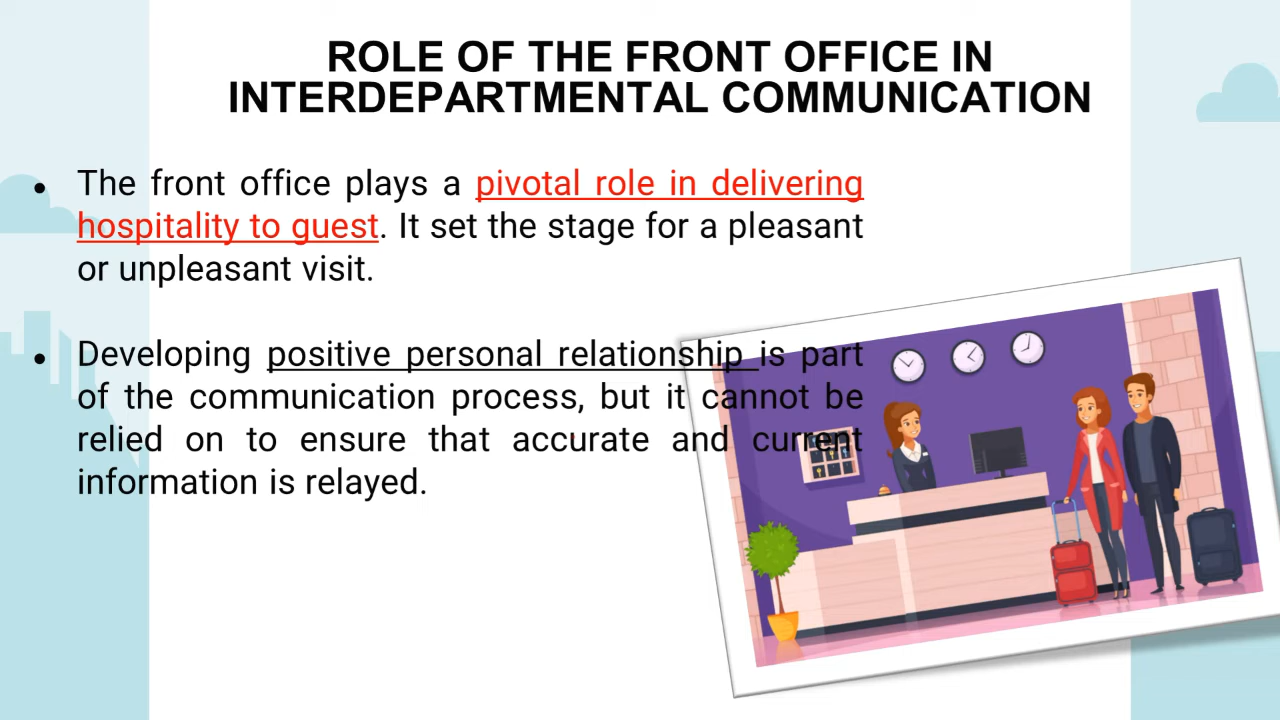 ROLE OF THE FRONT OFFICE IN
INTERDEPARTMENTAL COMMUNICATION
• The front office plays a pivotal role in delivering
hospitality to guest. It set the stage for a pleasant
or unpleasant visit.
• Developing positive personal relationship is part
of the communication process, but it cannot be
relied on to ensure that accurate and current
information is relayed.